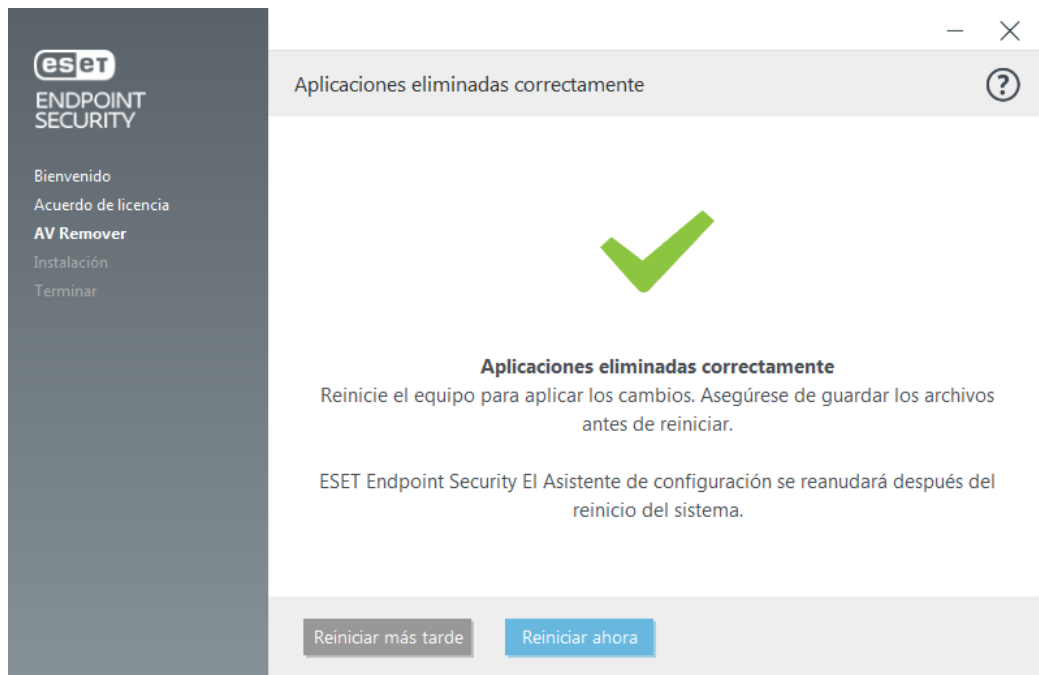 eset
ENDPOINT
SECURITY
Bienvenido
Acuerdo de licencia
AV Remover
Instalación
Terminar
Aplicaciones eliminadas correctamente
?
Aplicaciones eliminadas correctamente
Reinicie el equipo para aplicar los cambios. Asegúrese de guardar los archivos
antes de reiniciar.
ESET Endpoint Security El Asistente de configuración se reanudará después del
reinicio del sistema.
Reiniciar más tarde
Reiniciar ahora